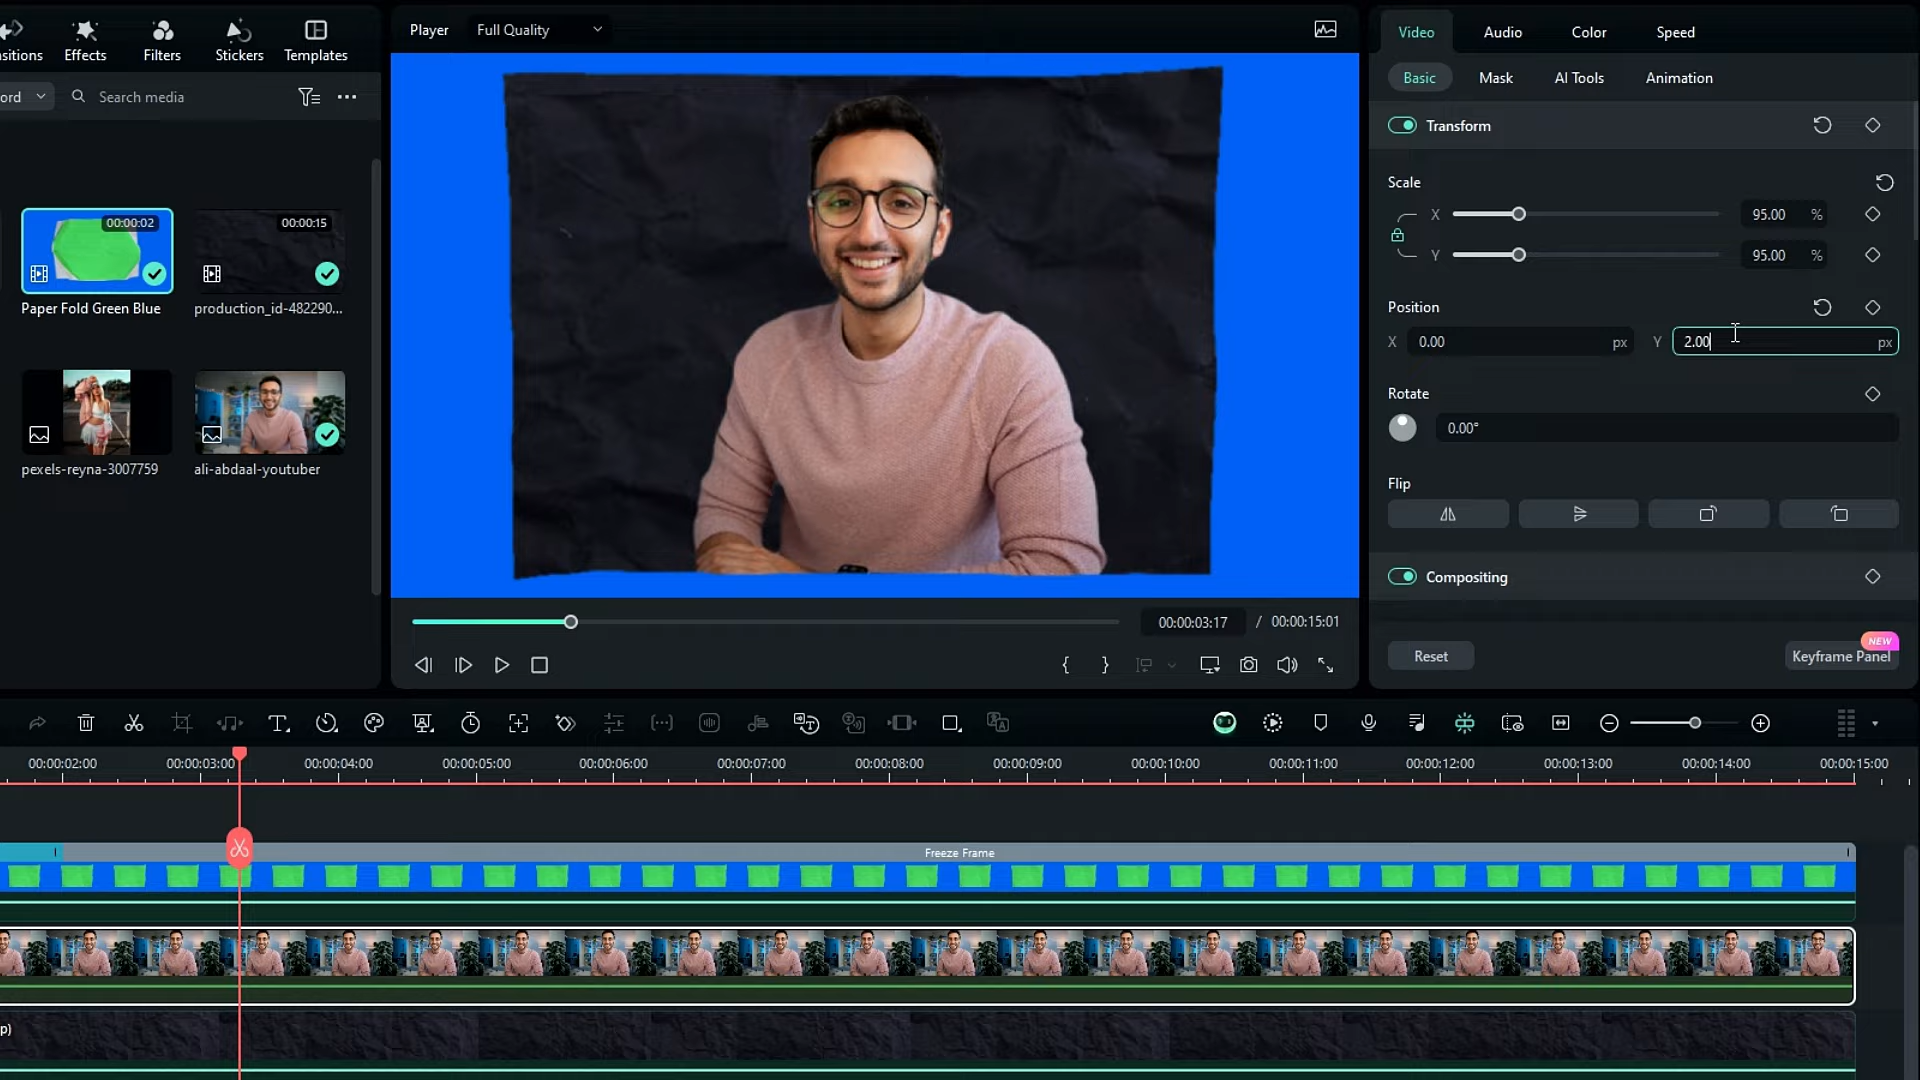 sitions
Effects
Filters
Stickers
Templates
ord
Search media
00:00:02
Paper Fold Green Blue
00:00:15
production_id-482290...
pexels-reyna-3007759
ali-abdaal-youtuber
Player
Full Quality
00:00:03:17 / 00:00:15:01
Video
Audio
Color
Speed
Basic
Mask
AI Tools
Animation
Transform
Scale
X
95.00 %
Y
95.00 %
Position
X 0.00 px
Y 2.00 px
Rotate
0.00°
Flip
Compositing
Reset
NEW
Keyframe Panel
00:00:02:00
00:00:03:00
00:00:04:00
00:00:05:00
00:00:06:00
00:00:07:00
00:00:08:00
00:00:09:00
00:00:10:00
00:00:11:00
00:00:12:00
00:00:13:00
00:00:14:00
00:00:15:00
Freeze Frame
p)